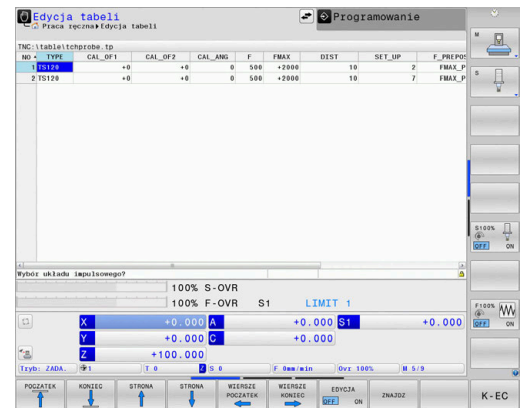 Edycja tabeli
Praca ręczna Edycja tabeli
Programowanie
TNC:\table\tchprobe.tp
NO TYPE CAL_OF1 CAL_OF2 CAL_ANG F FMAX DIST SET_UP F_PREPOS
1 TS120 +0 +0 0 500 +2000 10 2 FMAX_P
2 TS120 +0 +0 0 500 +2000 10 7 FMAX_P
M
S
Wybór układu impulsowego?
100% S-OVR
100% F-OVR S1 LIMIT 1
X +0.000 A +0.000 S1 +0.000
Y +0.000 C +0.000
Z +100.000
Tryb: ZADA. 1 T 0 Z S 0 F 0mm/min Ovr 100% M 5/9
S100%
OFF ON
F100%
OFF ON
POCZATEK KONIEC STRONA STRONA WIERSZE POCZATEK WIERSZE KONIEC EDYCJA OFF ON ZNAJDZ K-EC